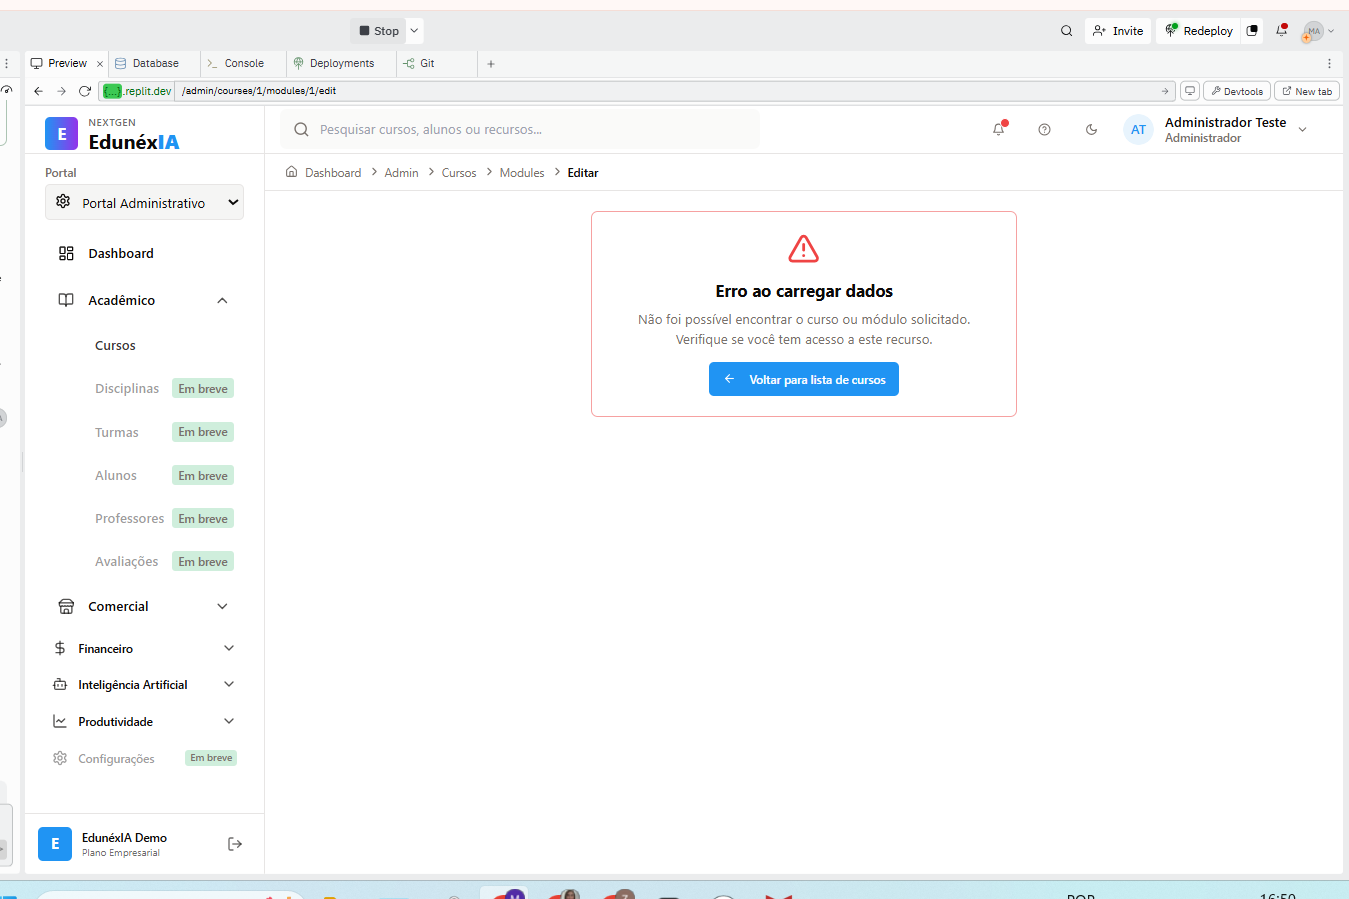 Stop
Invite
Redeploy
MA
Preview
Database
Console
Deployments
Git
{...}.replit.dev
/admin/courses/1/modules/1/edit
Devtools
New tab
E
NEXTGEN
EdunéxIA
Pesquisar cursos, alunos ou recursos...
AT
Administrador Teste
Administrador
Portal
Portal Administrativo
Dashboard
Admin
Cursos
Modules
Editar
Dashboard
Acadêmico
Cursos
Disciplinas Em breve
Turmas Em breve
Alunos Em breve
Professores Em breve
Avaliações Em breve
Comercial
Financeiro
Inteligência Artificial
Produtividade
Configurações Em breve
Erro ao carregar dados
Não foi possível encontrar o curso ou módulo solicitado.
Verifique se você tem acesso a este recurso.
Voltar para lista de cursos
E
EdunéxIA Demo
Plano Empresarial
POR
16:50